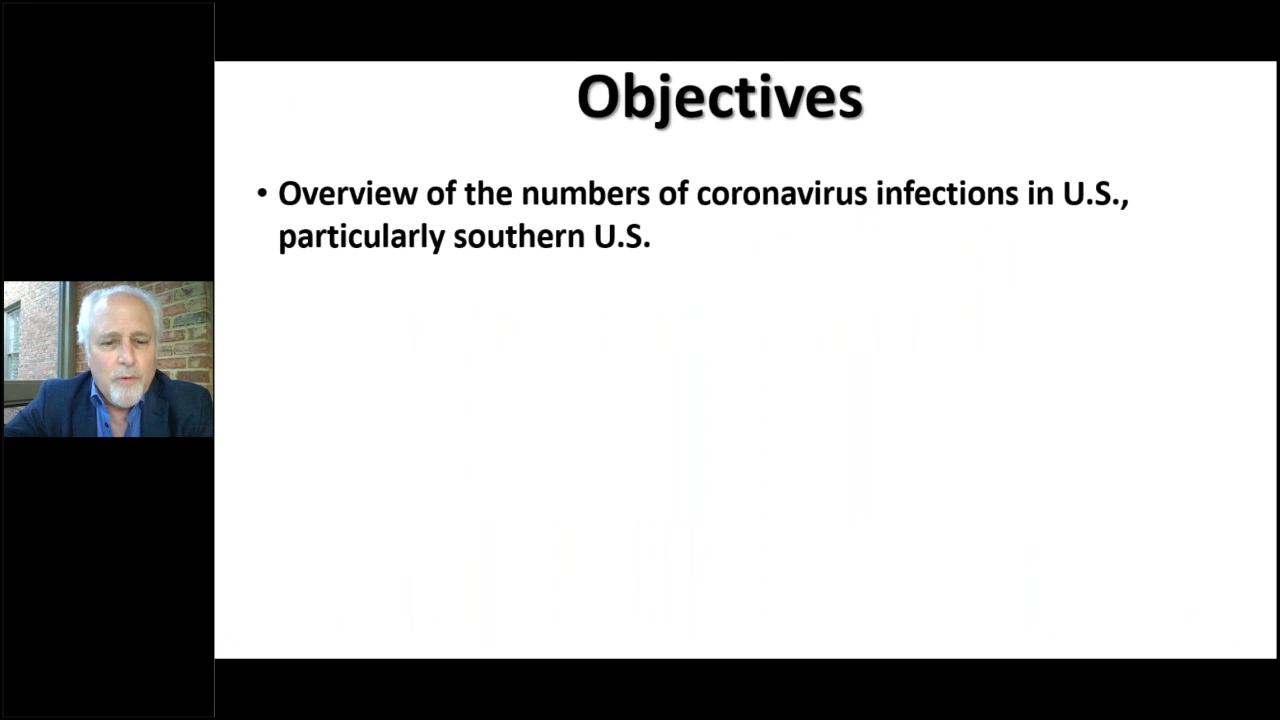 Objectives
• Overview of the numbers of coronavirus infections in U.S.,
particularly southern U.S.